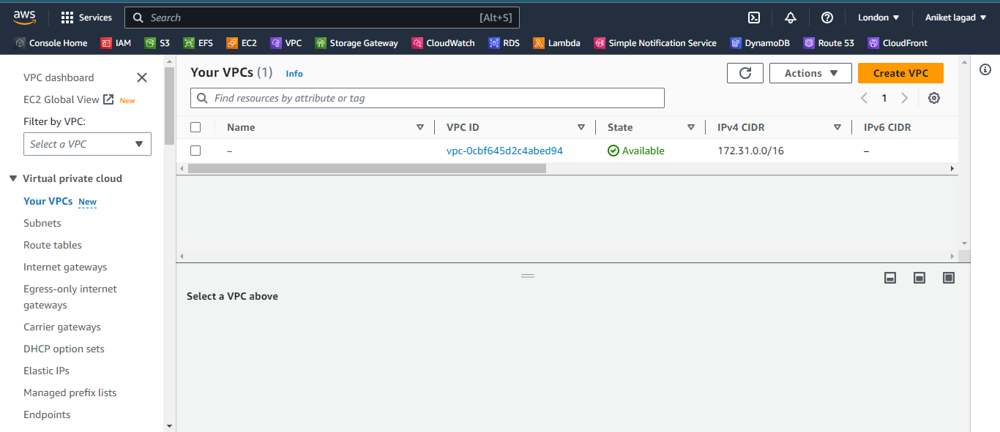 aws Services Search [Alt+S] London Aniket lagad
Console Home IAM S3 EFS EC2 VPC Storage Gateway CloudWatch RDS Lambda Simple Notification Service DynamoDB Route 53 CloudFront
VPC dashboard
EC2 Global View New
Filter by VPC:
Select a VPC
Virtual private cloud
Your VPCs New
Subnets
Route tables
Internet gateways
Egress-only internet
gateways
Carrier gateways
DHCP option sets
Elastic IPs
Managed prefix lists
Endpoints
Your VPCs (1) Info Actions Create VPC
Find resources by attribute or tag 1
Name VPC ID State IPv4 CIDR IPv6 CIDR
– vpc-0cbf645d2c4abed94 Available 172.31.0.0/16 –
Select a VPC above